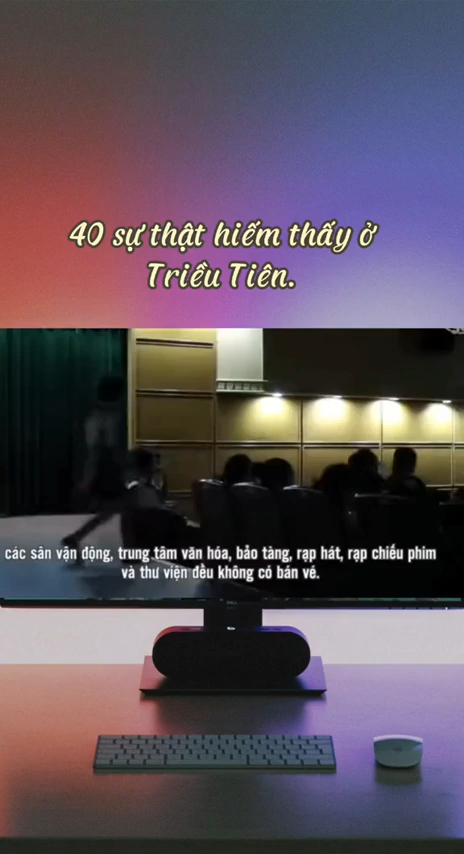 40 sự thật hiếm thấy ở
Triều Tiên.
các sân vận động, trung tâm văn hóa, bảo tàng, rạp hát, rạp chiếu phim
và thư viện đều không có bán vé.
DELL